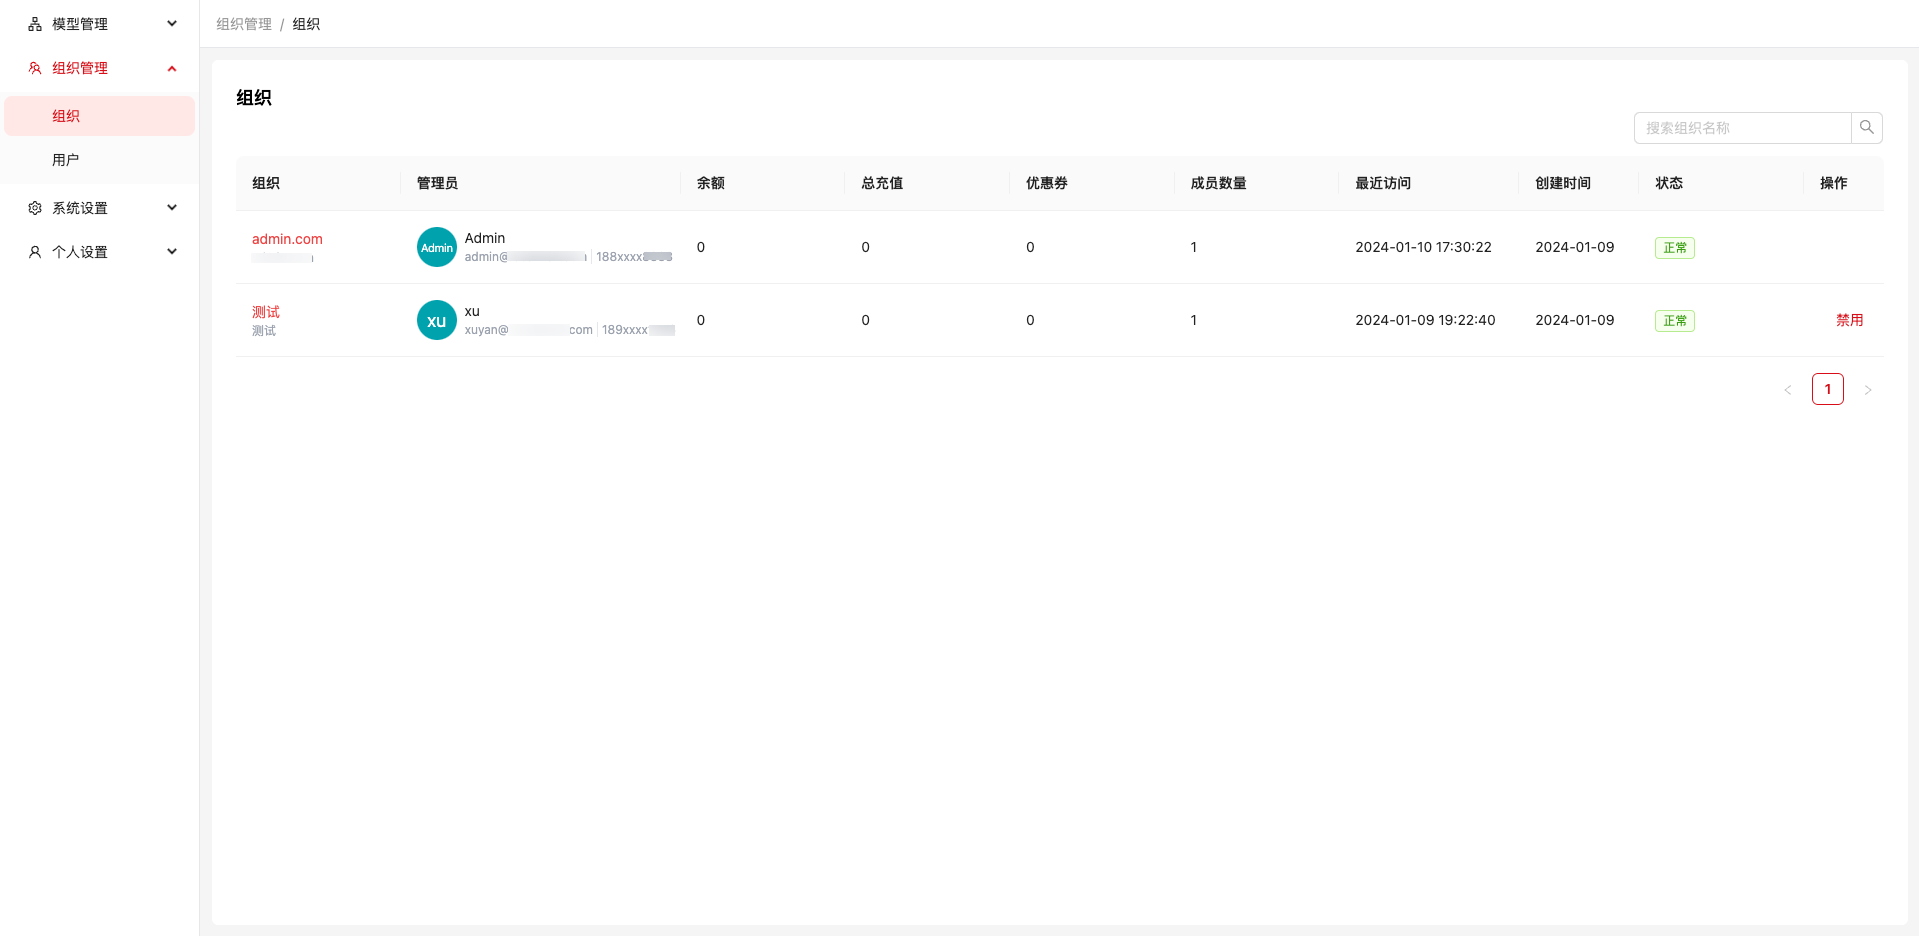 模型管理
组织管理
组织
用户
系统设置
个人设置
组织管理 / 组织
组织
搜索组织名称
组织 管理员 余额 总充值 优惠券 成员数量 最近访问 创建时间 状态 操作
admin.com Admin Admin admin@ 188xxxx 0 0 0 1 2024-01-10 17:30:22 2024-01-09 正常
测试 测试 xu xu xuyan@ com 189xxxx 0 0 0 1 2024-01-09 19:22:40 2024-01-09 正常 禁用
< 1 >